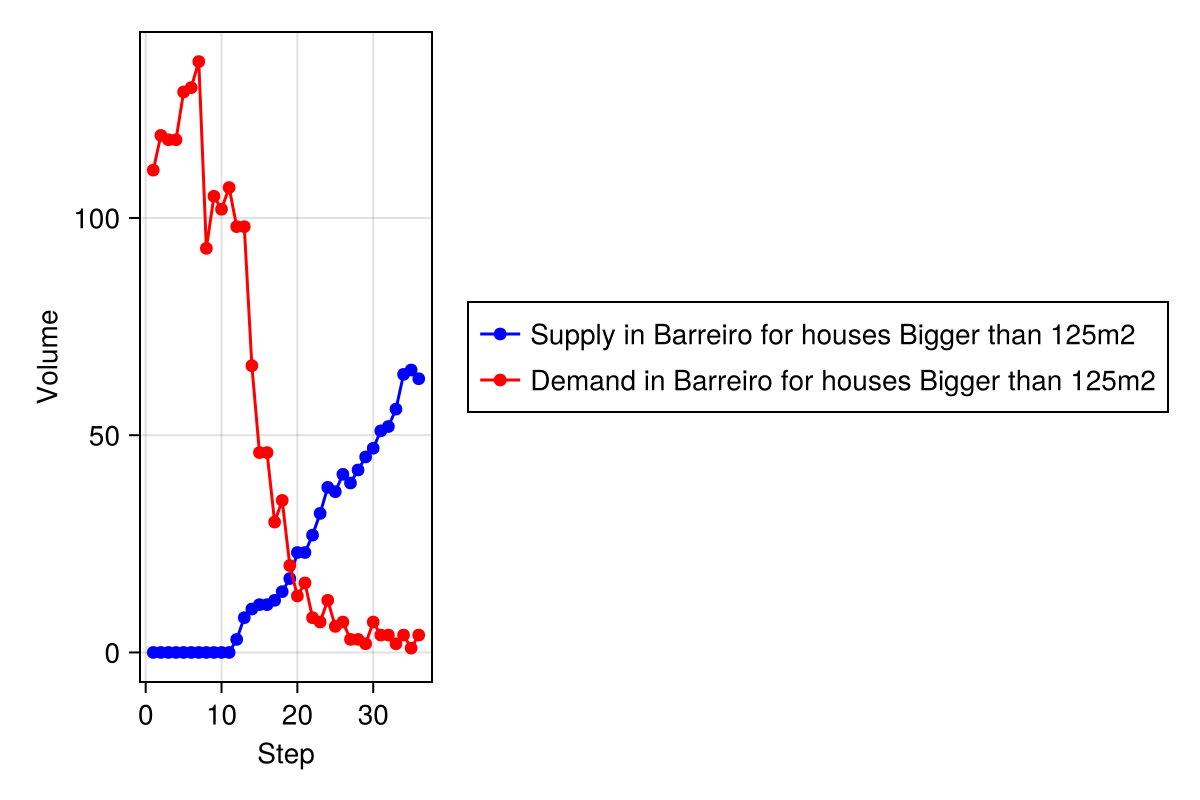 Volume
100
50
0
0 10 20 30
Step
Supply in Barreiro for houses Bigger than 125m2
Demand in Barreiro for houses Bigger than 125m2